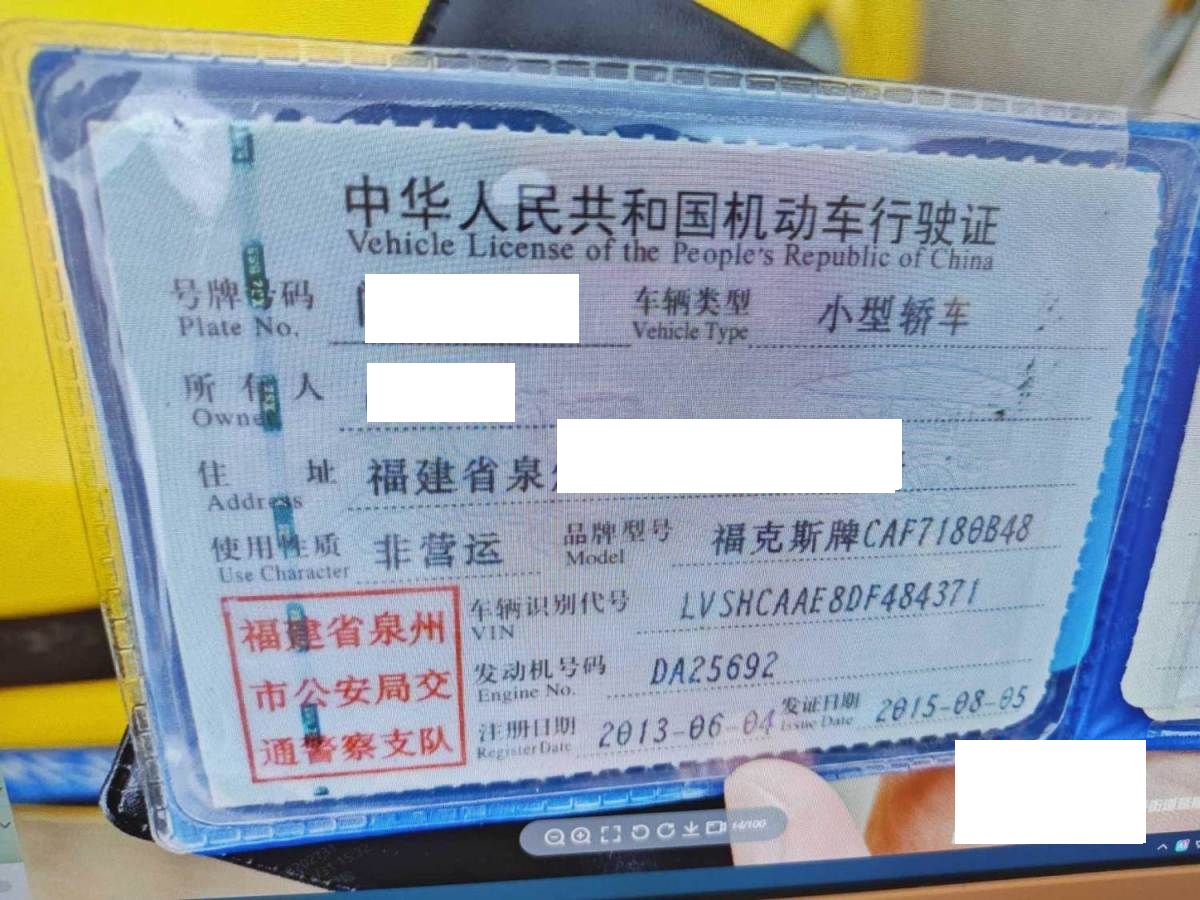 中华人民共和国机动车行驶证
Vehicle License of the People's Republic of China
号牌号码 车辆类型 小型轿车
Plate No. Vehicle Type
所有人
Owner
住址 福建省泉
Address
使用性质 非营运 品牌型号 福克斯牌CAF7180B48
Use Character Model
车辆识别代号 LVSHCAAE8DF484371
VIN
发动机号码 DA25692
Engine No.
注册日期 2013-06-04 发证日期 2015-08-05
Register Date Issue Date
福建省泉州
市公安局交
通警察支队
14/100